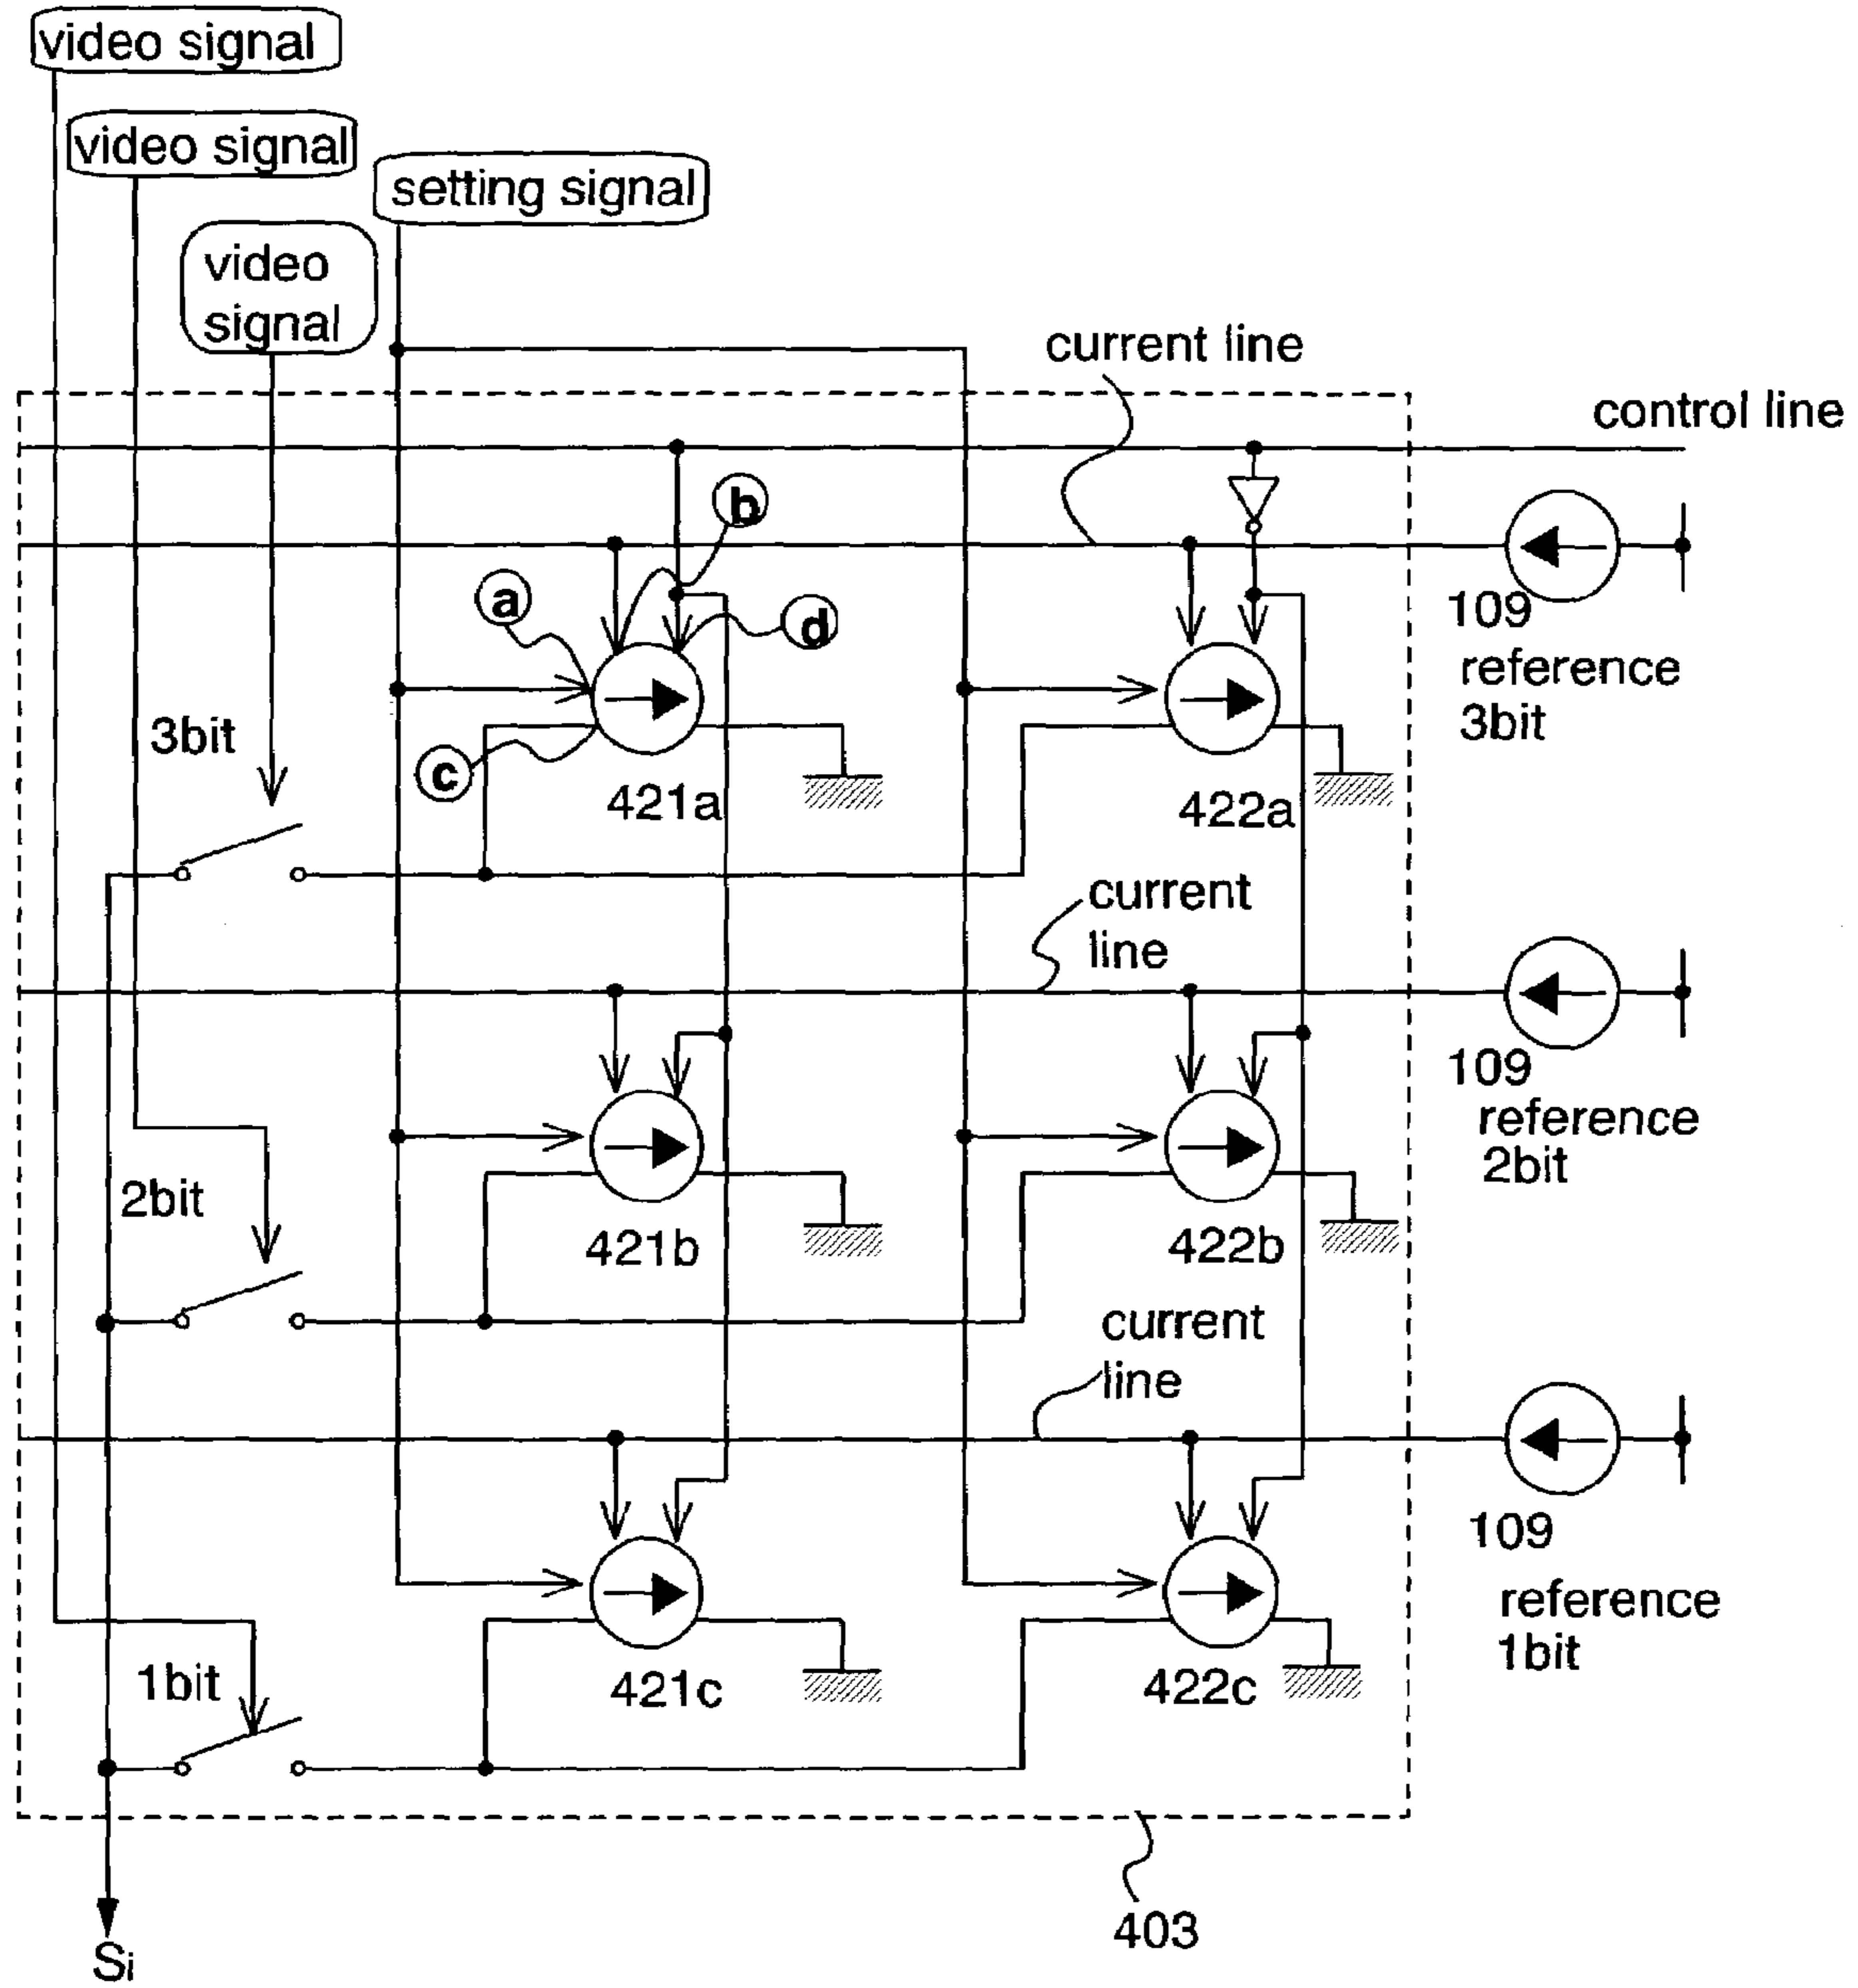 video signal
video signal
setting signal
video
signal
current line
control line
b
a
d
109
reference
3bit
3bit
c
421a
422a
current
line
109
reference
2bit
2bit
421b
422b
current
line
109
reference
1bit
1bit
421c
422c
403
Si